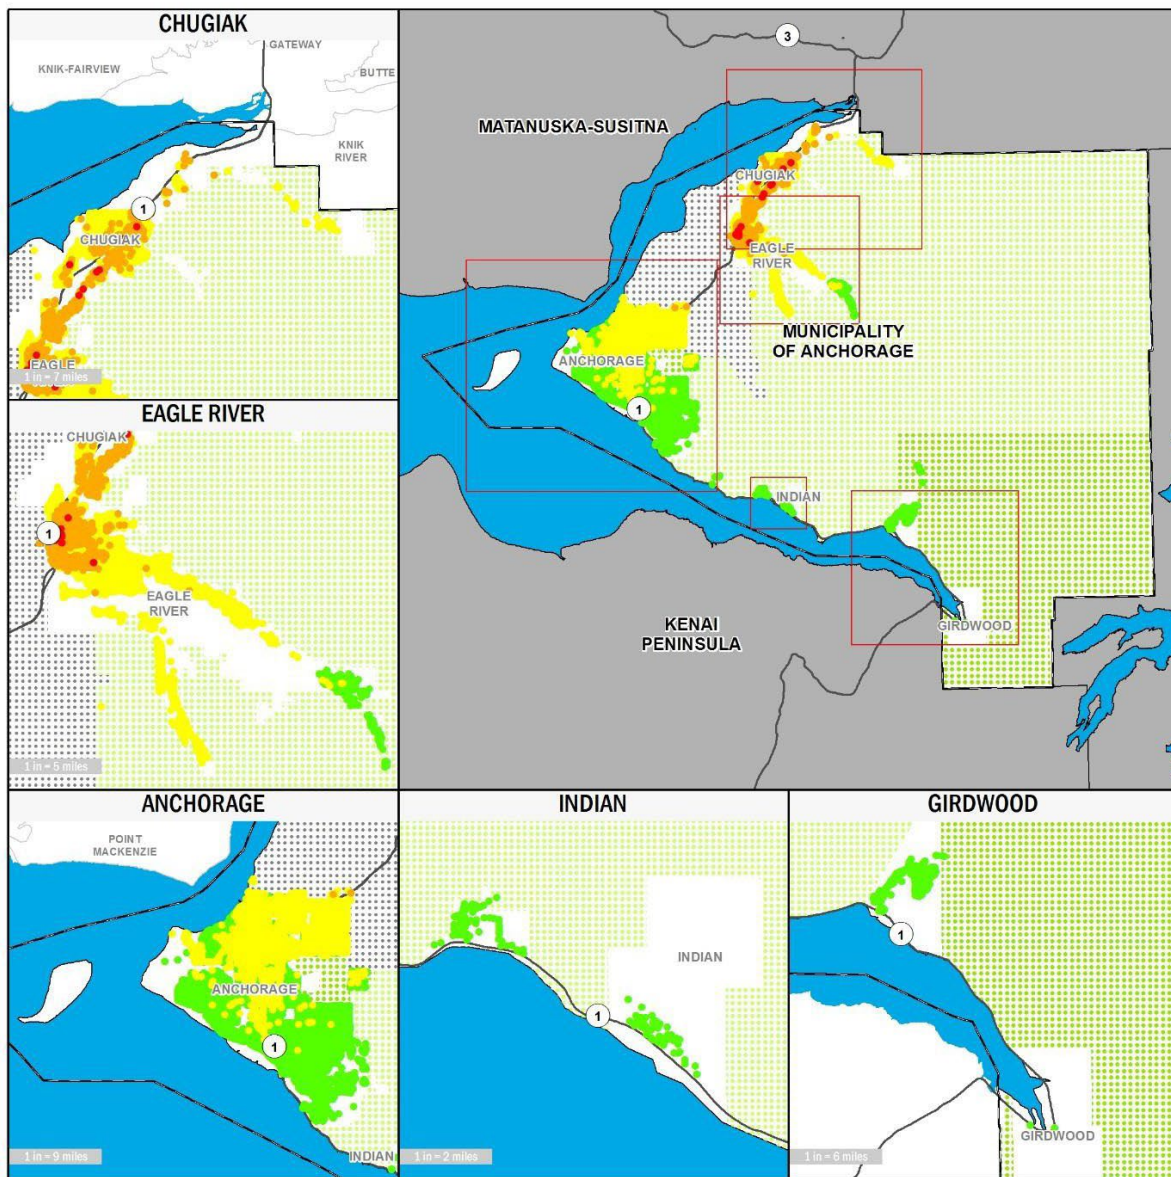 CHUGIAK
GATEWAY
KNIK-FAIRVIEW
BUTTE
KNIK
RIVER
1
CHUGIAK
EAGLE
1 in = 7 miles
3
MATANUSKA-SUSITNA
CHUGIAK
EAGLE
RIVER
MUNICIPALITY
OF ANCHORAGE
ANCHORAGE
1
INDIAN
GIRDWOOD
KENAI
PENINSULA
EAGLE RIVER
CHUGIAK
1
EAGLE
RIVER
1 in = 5 miles
ANCHORAGE
POINT
MACKENZIE
ANCHORAGE
1
INDIAN
1 in = 9 miles
INDIAN
INDIAN
1
1 in = 2 miles
GIRDWOOD
1
GIRDWOOD
1 in = 6 miles